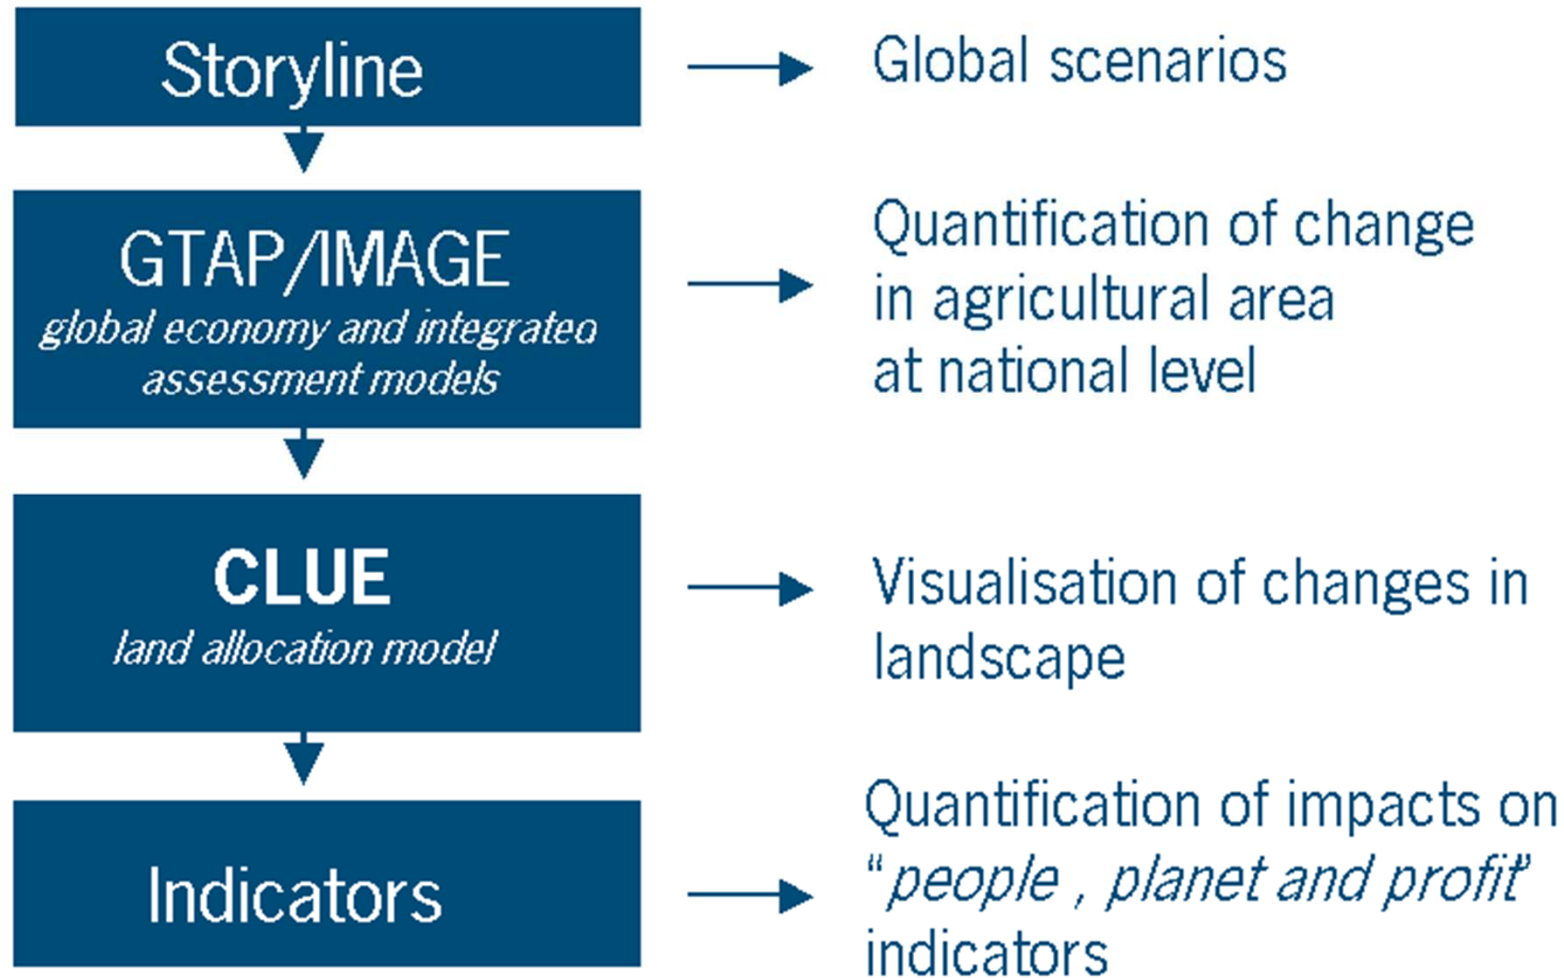 Storyline
Global scenarios
GTAP/IMAGE
global economy and integrated
assessment models
Quantification of change
in agricultural area
at national level
CLUE
land allocation model
Visualisation of changes in
landscape
Indicators
Quantification of impacts on
“people , planet and profit”
indicators